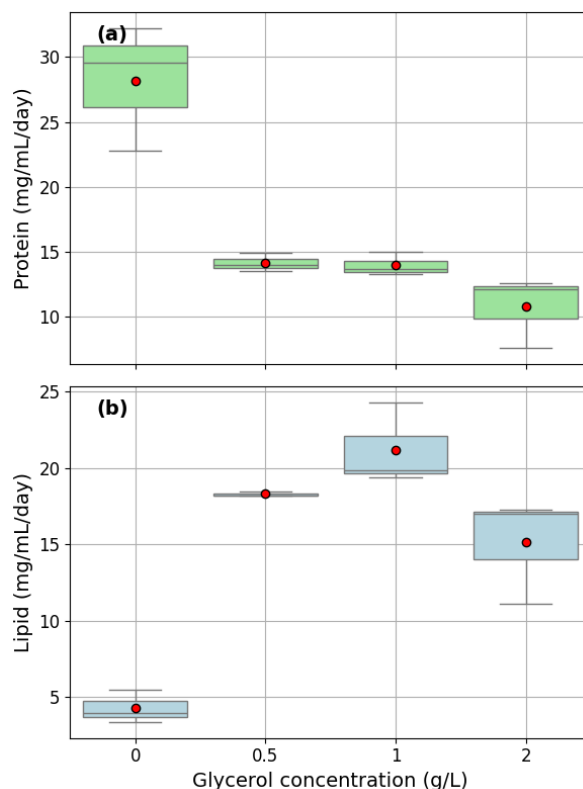 (a)
Protein (mg/mL/day)
30
25
20
15
10
(b)
Lipid (mg/mL/day)
25
20
15
10
5
0 0.5 1 2
Glycerol concentration (g/L)